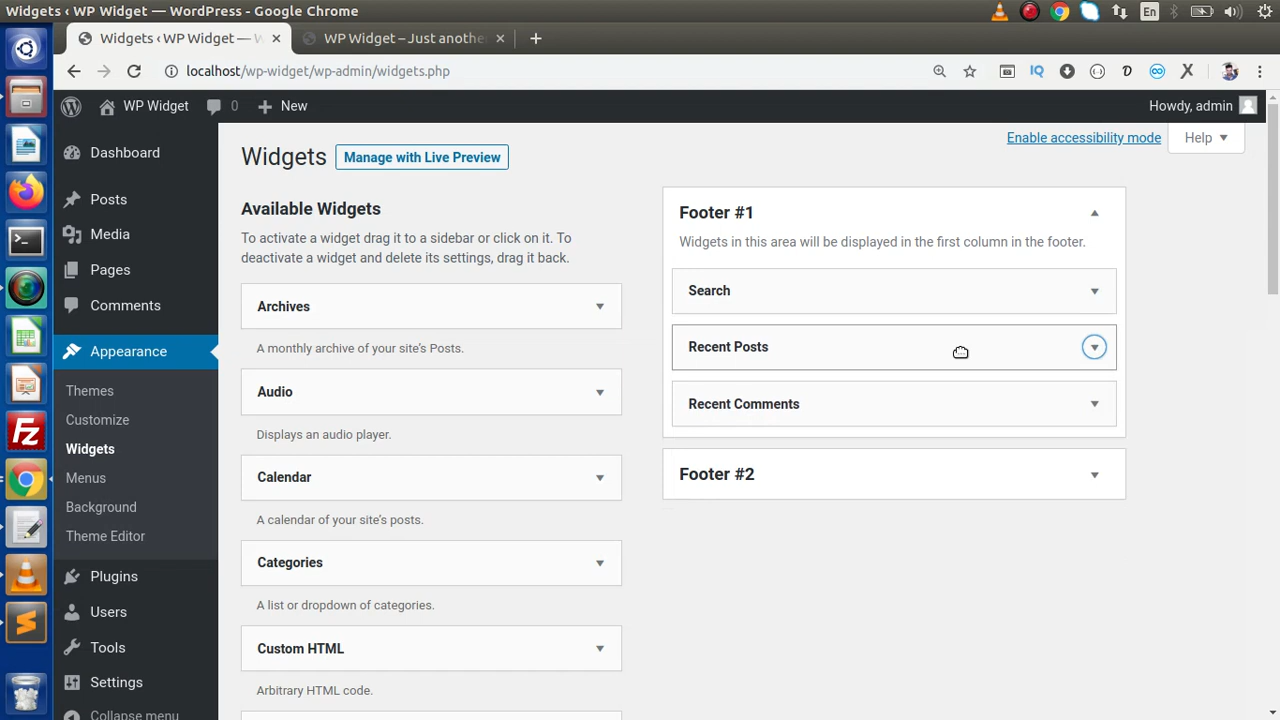 Widgets ‹ WP Widget — WordPress - Google Chrome
En
Widgets ‹ WP Widget — W
WP Widget – Just anothe
localhost/wp-widget/wp-admin/widgets.php
IQ
WP Widget
0
New
Howdy, admin
Dashboard
Posts
Media
Pages
Comments
Appearance
Themes
Customize
Widgets
Menus
Background
Theme Editor
Plugins
Users
Tools
Settings
Collapse menu
Enable accessibility mode
Help
Widgets
Manage with Live Preview
Available Widgets
To activate a widget drag it to a sidebar or click on it. To
deactivate a widget and delete its settings, drag it back.
Archives
A monthly archive of your site’s Posts.
Audio
Displays an audio player.
Calendar
A calendar of your site’s posts.
Categories
A list or dropdown of categories.
Custom HTML
Arbitrary HTML code.
Footer #1
Widgets in this area will be displayed in the first column in the footer.
Search
Recent Posts
Recent Comments
Footer #2